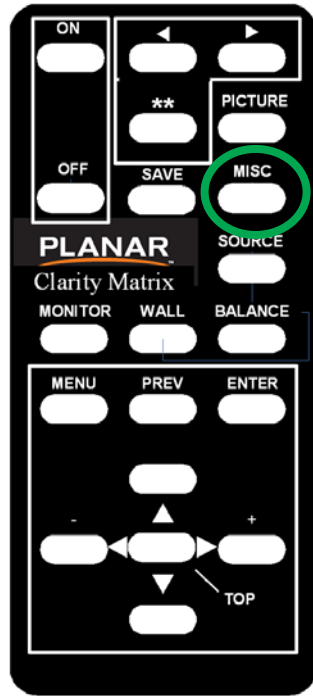 ON
**
PICTURE
OFF
SAVE
MISC
PLANAR
SOURCE
Clarity Matrix
MONITOR WALL BALANCE
MENU PREV ENTER
- +
TOP